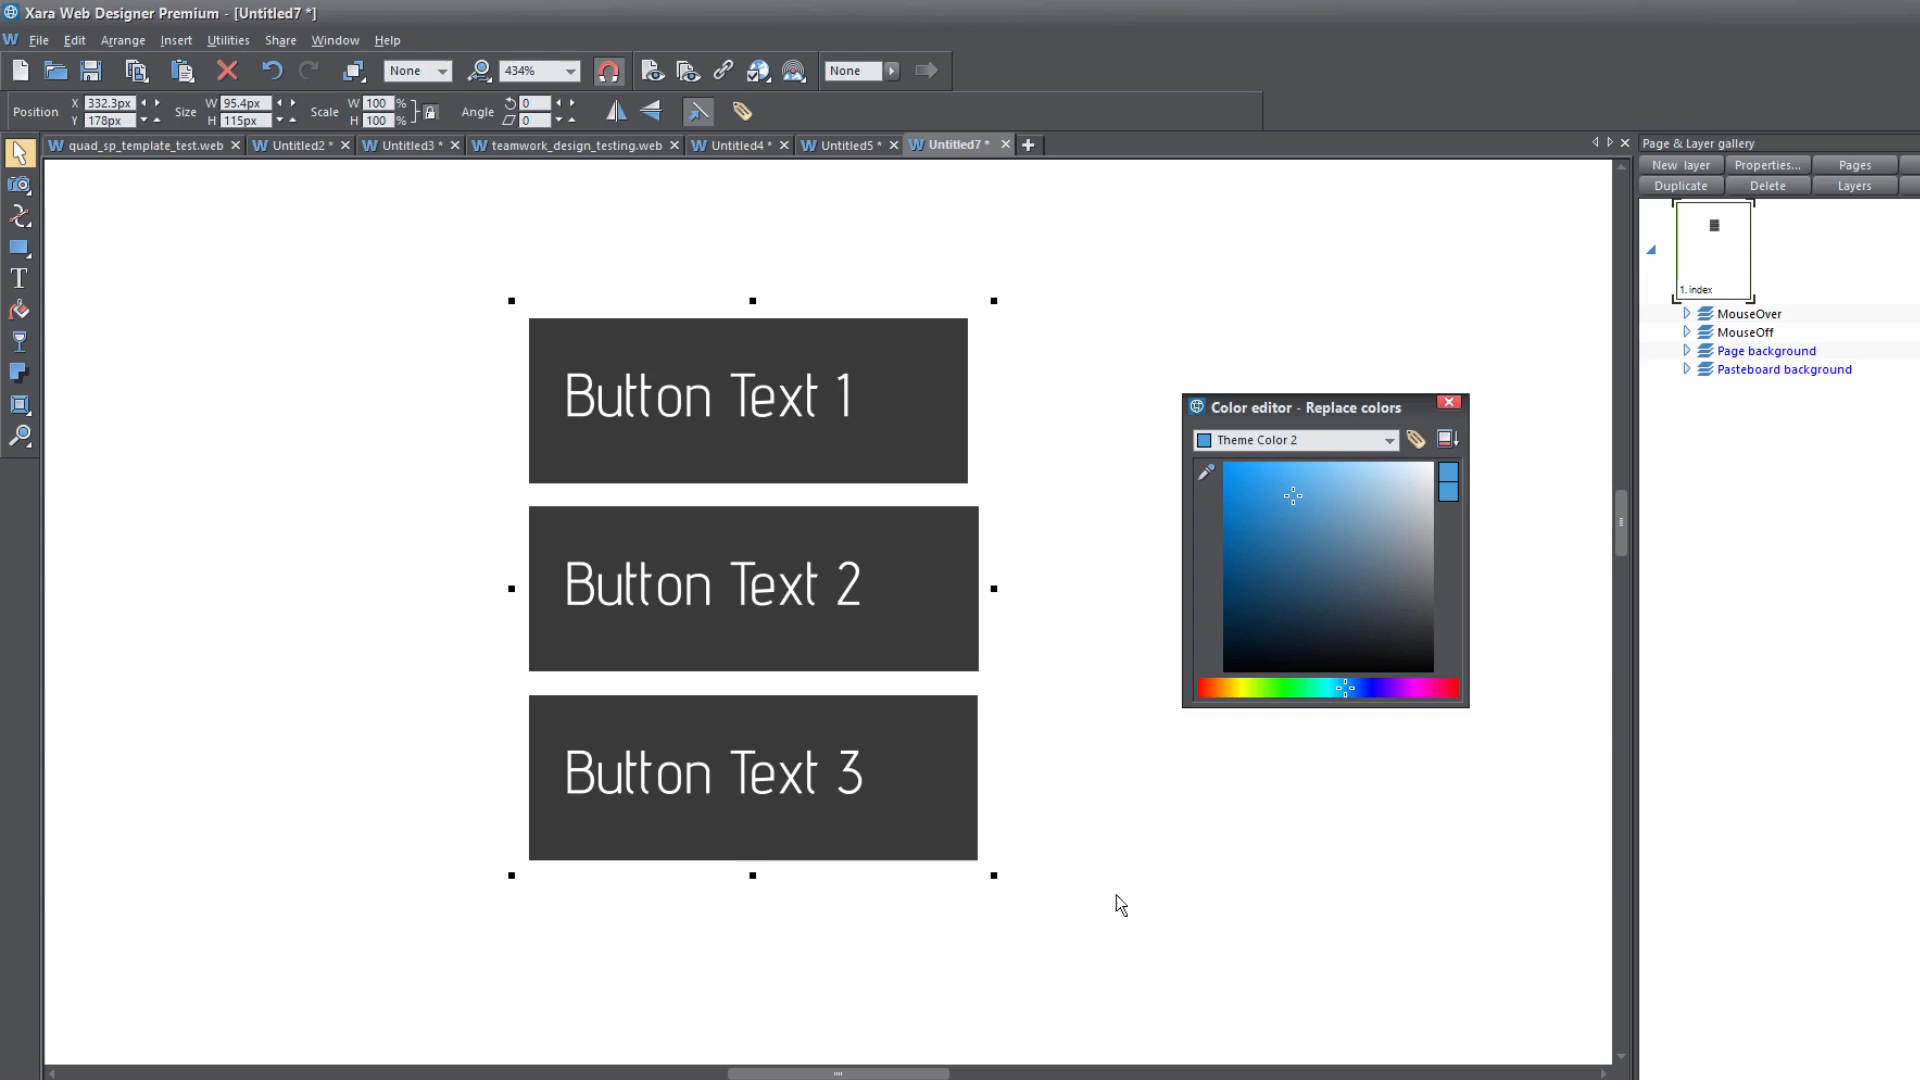 Xara Web Designer Premium - [Untitled7 *]
File Edit Arrange Insert Utilities Share Window Help
None 434% None
Position X 332.3px Y 178px Size W 95.4px H 115px Scale W 100 % H 100 % Angle 0 0
quad_sp_template_test.web Untitled2 * Untitled3 * teamwork_design_testing.web Untitled4 * Untitled5 * Untitled7 *
Page & Layer gallery
New layer Properties... Pages
Duplicate Delete Layers
1. index
MouseOver
MouseOff
Page background
Pasteboard background
Button Text 1
Button Text 2
Button Text 3
Color editor - Replace colors
Theme Color 2